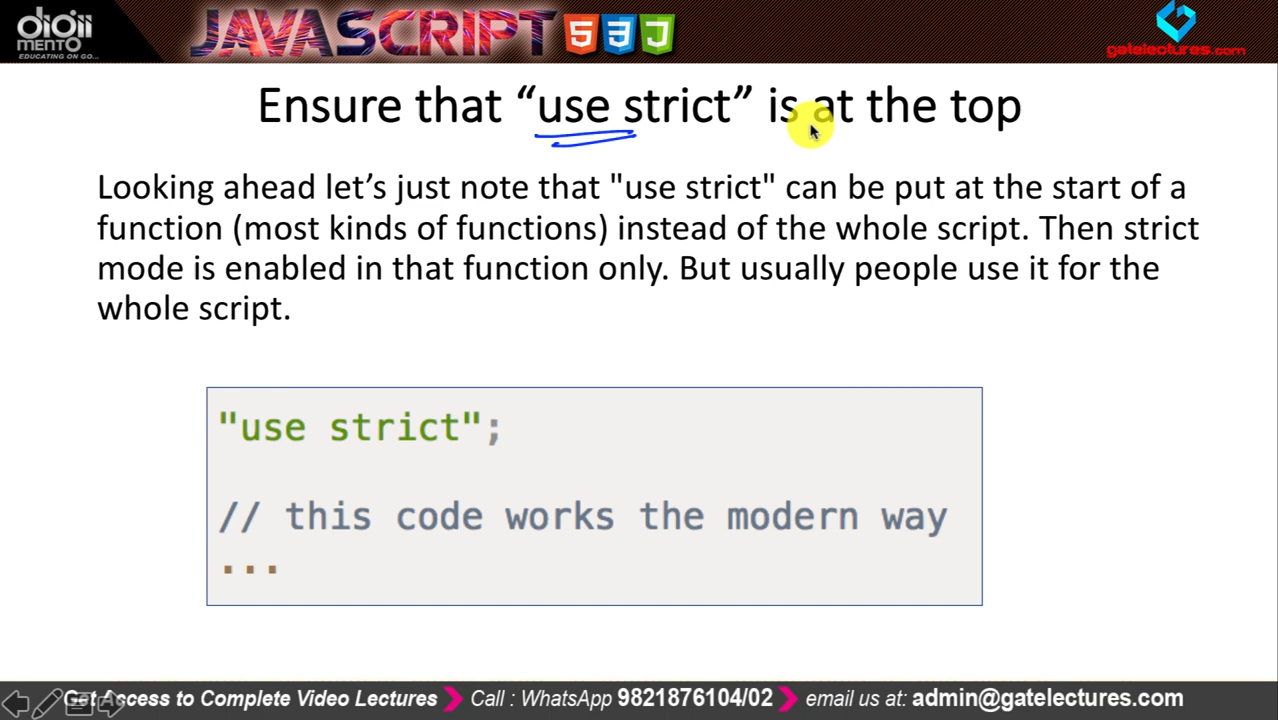 DIGII
MENTO
EDUCATING ON GO...
JAVASCRIPT
5 3 J
gatelectures.com
Ensure that “use strict” is at the top
Looking ahead let’s just note that "use strict" can be put at the start of a
function (most kinds of functions) instead of the whole script. Then strict
mode is enabled in that function only. But usually people use it for the
whole script.
"use strict";
// this code works the modern way
...
Get Access to Complete Video Lectures Call : WhatsApp 9821876104/02 email us at: admin@gatelectures.com